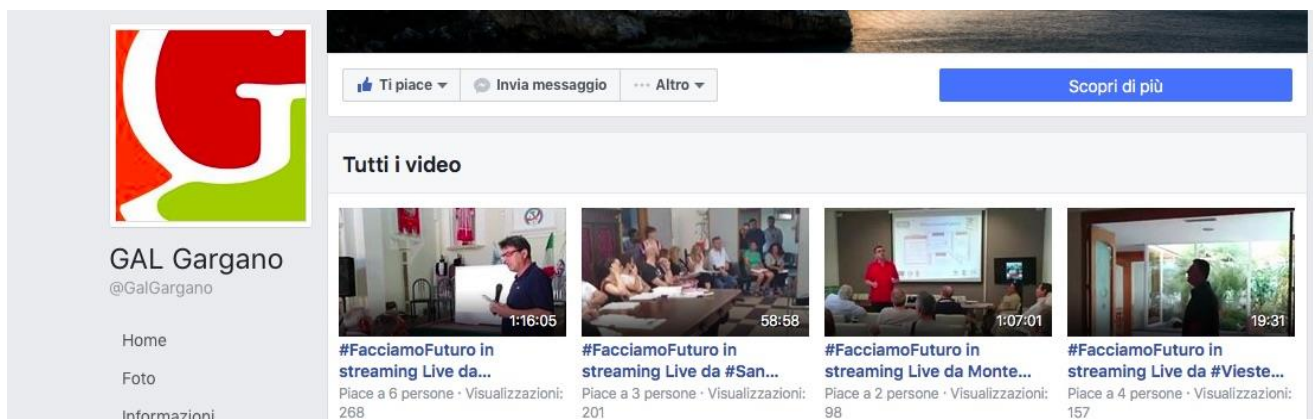 G
Ti piace
Invia messaggio
Altro
Scopri di più
Tutti i video
GAL Gargano
@GalGargano
Home
Foto
Informazioni
1:16:05
#FacciamoFuturo in
streaming Live da...
Piace a 6 persone · Visualizzazioni:
268
58:58
#FacciamoFuturo in
streaming Live da #San...
Piace a 3 persone · Visualizzazioni:
201
1:07:01
#FacciamoFuturo in
streaming Live da Monte...
Piace a 2 persone · Visualizzazioni:
98
19:31
#FacciamoFuturo in
streaming Live da #Vieste...
Piace a 4 persone · Visualizzazioni:
157